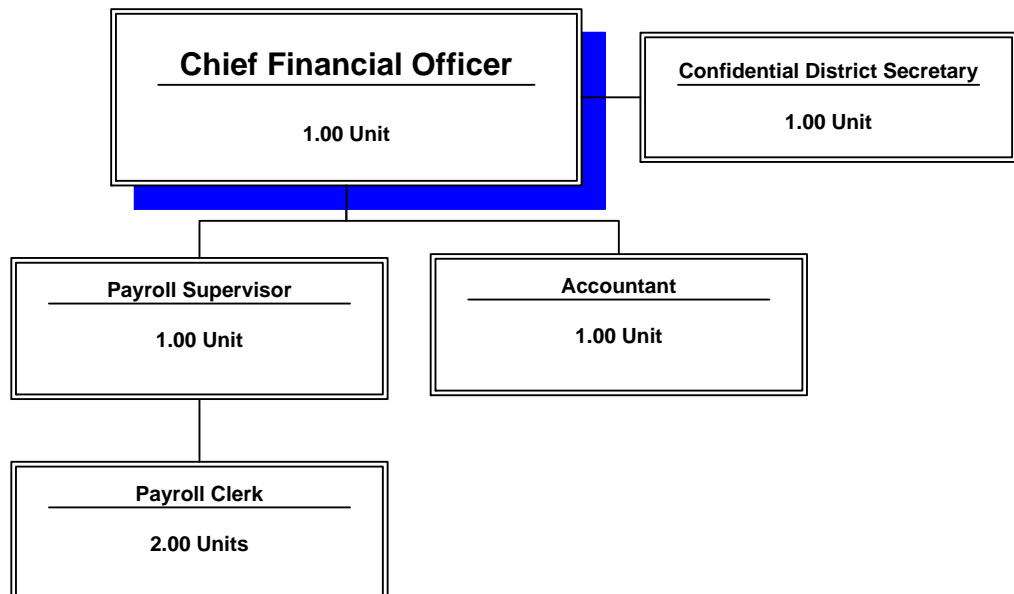 Chief Financial Officer
1.00 Unit
Confidential District Secretary
1.00 Unit
Payroll Supervisor
1.00 Unit
Accountant
1.00 Unit
Payroll Clerk
2.00 Units